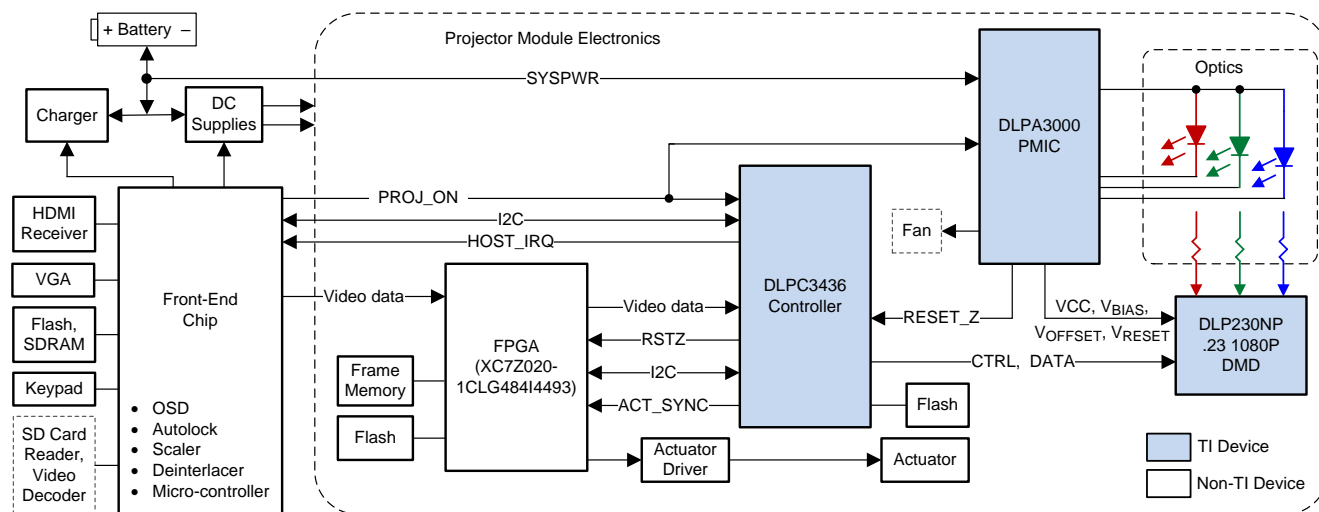 + Battery –
Projector Module Electronics
SYSPWR
Optics
Charger
DC
Supplies
DLPA3000
PMIC
HDMI
Receiver
VGA
Flash,
SDRAM
Keypad
SD Card
Reader,
Video
Decoder
Front-End
Chip
• OSD
• Autolock
• Scaler
• Deinterlacer
• Micro-controller
PROJ_ON
I2C
HOST_IRQ
Video data
Fan
FPGA
(XC7Z020-
1CLG484I4493)
Frame
Memory
Flash
Video data
RSTZ
I2C
ACT_SYNC
DLPC3436
Controller
RESET_Z
VCC, VBIAS,
VOFFSET, VRESET
CTRL, DATA
DLP230NP
.23 1080P
DMD
Flash
Actuator
Driver
Actuator
TI Device
Non-TI Device